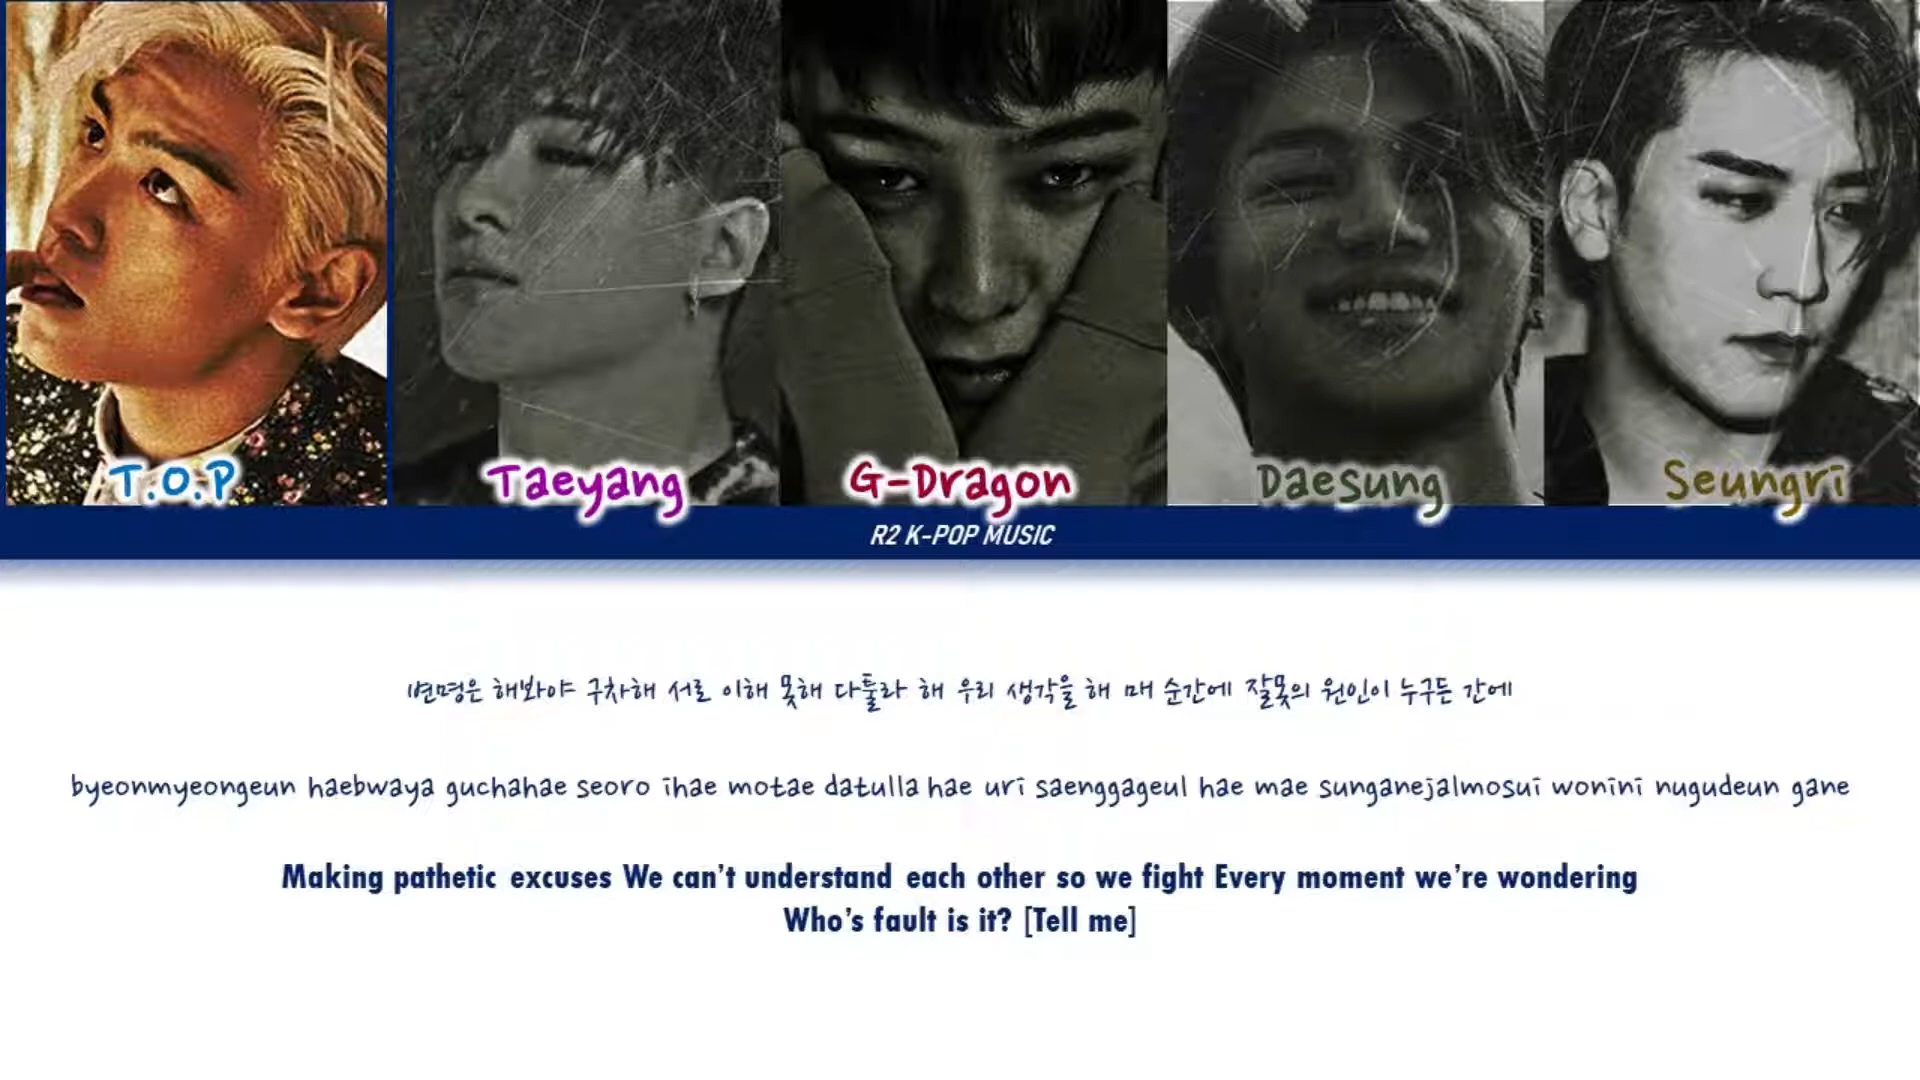 T.O.P Taeyang G-Dragon Daesung Seungri
R2 K-POP MUSIC
변명은 해봐야 구차해 서로 이해 못해 다툴라 해 우리 생각을 해 매 순간에 잘못의 원인이 누구든 간에
byeonmyeongeun haebwaya guchahae seoro ihae motae datulla hae uri saenggageul hae mae sunganejalmosui wonini nugudeun gane
Making pathetic excuses We can't understand each other so we fight Every moment we're wondering
Who's fault is it? [Tell me]